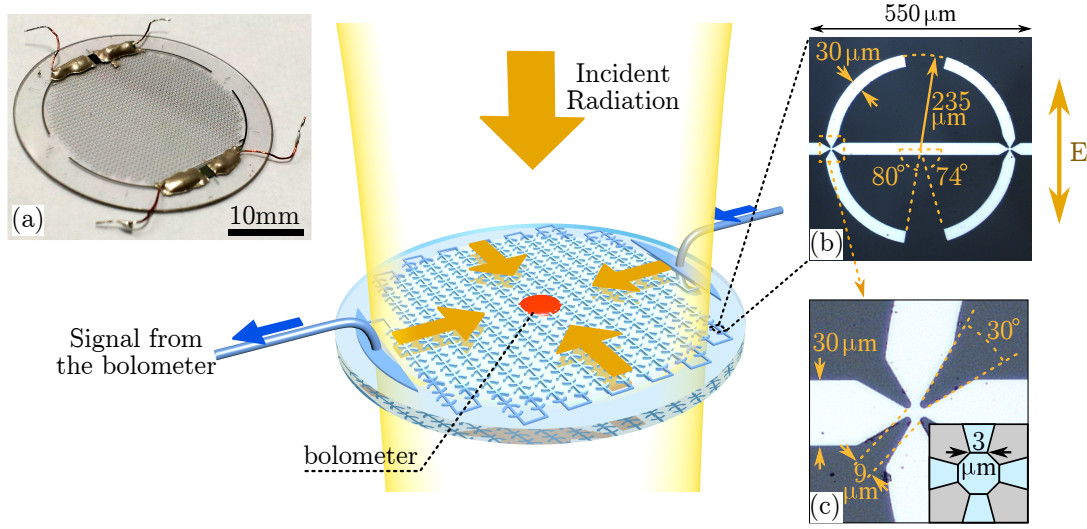 (a)
10mm
Incident
Radiation
Signal from
the bolometer
bolometer
550 μm
30 μm
235
μm
80°
74°
E
(b)
30 μm
30°
9
μm
3
μm
(c)